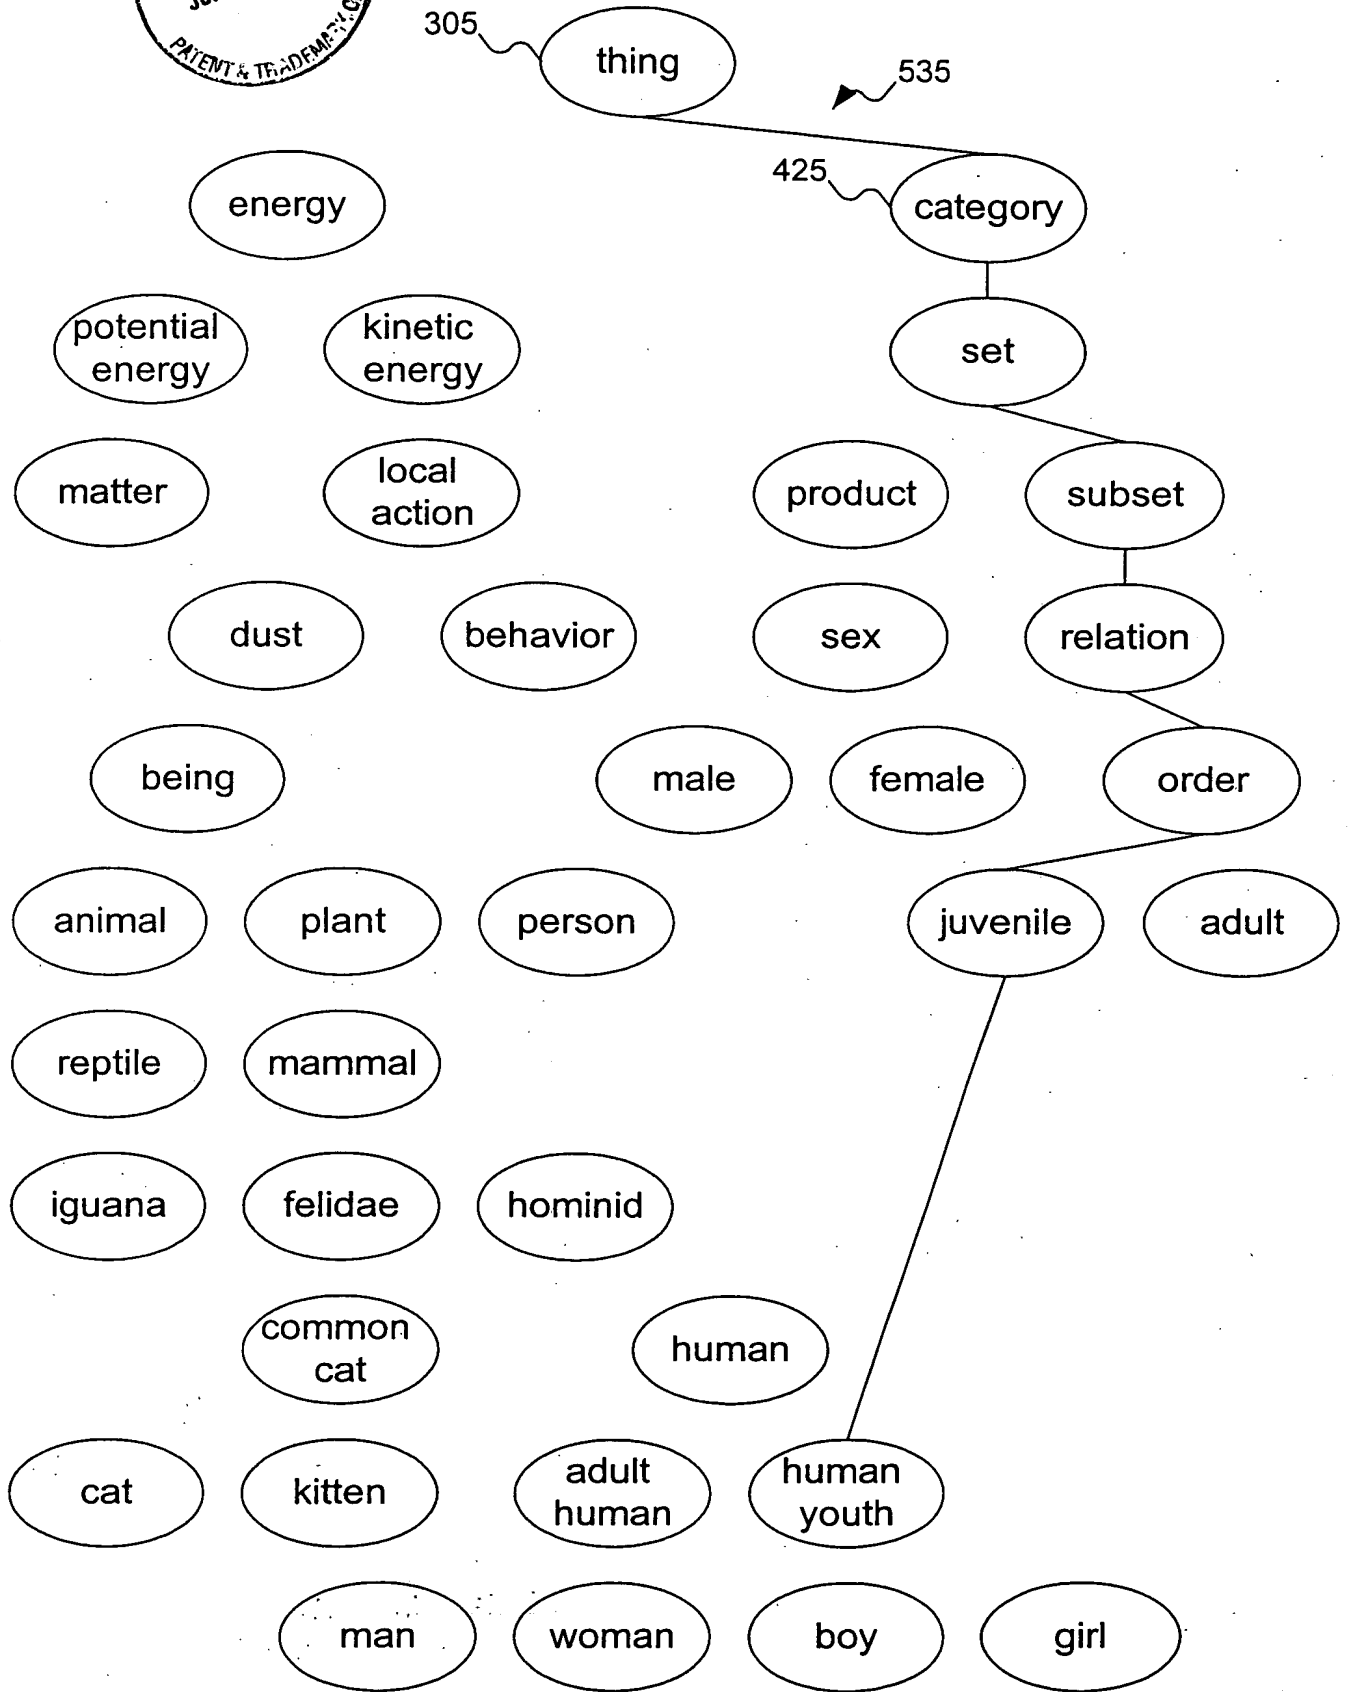 PATENT & TRADEMARK
305
thing
535
425
energy
category
potential
energy
kinetic
energy
set
matter
local
action
product
subset
dust
behavior
sex
relation
being
male
female
order
animal
plant
person
juvenile
adult
reptile
mammal
iguana
felidae
hominid
common
cat
human
cat
kitten
adult
human
human
youth
man
woman
boy
girl